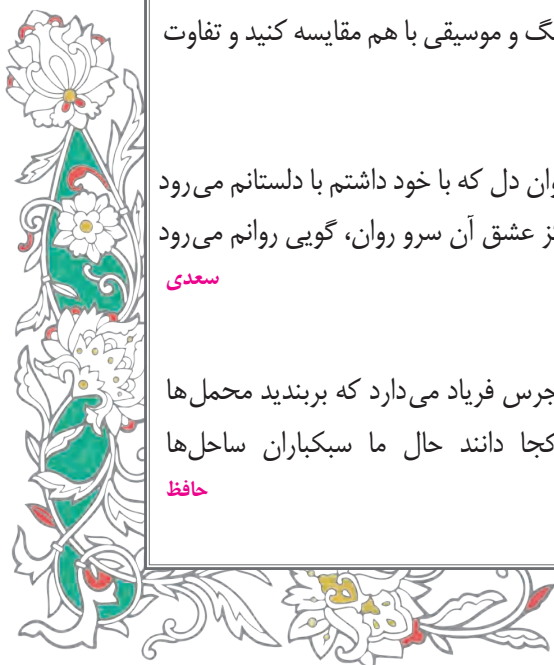 گ و موسیقی با هم مقایسه کنید و تفاوت
وان دل که با خود داشتم با دلستانم می‌رود
کز عشق آن سرو روان، گویی روانم می‌رود
سعدی
جرس فریاد می‌دارد که بربندید محمل‌ها
کجا دانند حال ما سبکباران ساحل‌ها
حافظ